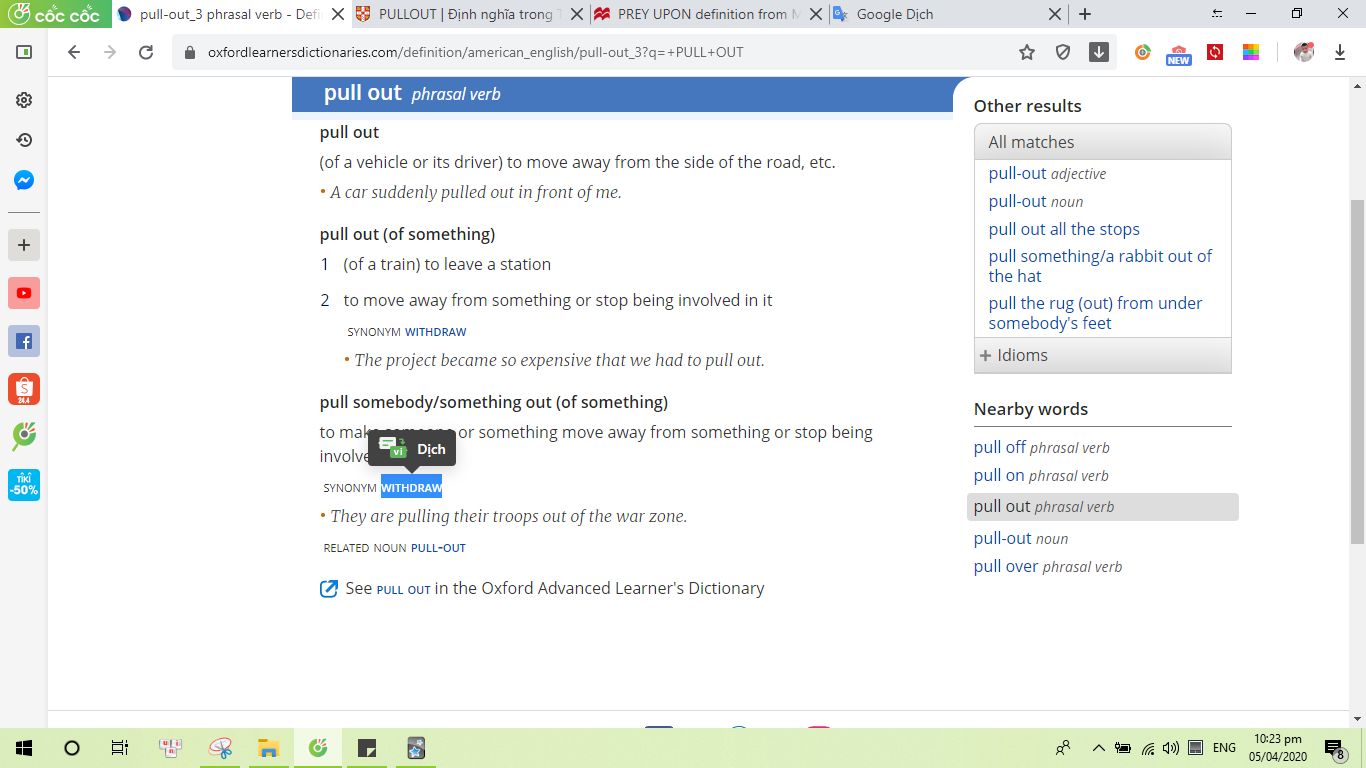 cốc cốc
pull-out_3 phrasal verb - Defi
PULLOUT | Định nghĩa trong T
PREY UPON definition from M
Google Dịch
oxfordlearnersdictionaries.com/definition/american_english/pull-out_3?q=+PULL+OUT
NEW
pull out phrasal verb
pull out
(of a vehicle or its driver) to move away from the side of the road, etc.
• A car suddenly pulled out in front of me.
pull out (of something)
1 (of a train) to leave a station
2 to move away from something or stop being involved in it
SYNONYM WITHDRAW
• The project became so expensive that we had to pull out.
pull somebody/something out (of something)
to make someone or something move away from something or stop being
involve
vi Dịch
SYNONYM WITHDRAW
• They are pulling their troops out of the war zone.
RELATED NOUN PULL-OUT
See PULL OUT in the Oxford Advanced Learner's Dictionary
Other results
All matches
pull-out adjective
pull-out noun
pull out all the stops
pull something/a rabbit out of
the hat
pull the rug (out) from under
somebody's feet
+ Idioms
Nearby words
pull off phrasal verb
pull on phrasal verb
pull out phrasal verb
pull-out noun
pull over phrasal verb
S
24.4
TIKI
-50%
ENG
10:23 pm
05/04/2020
8